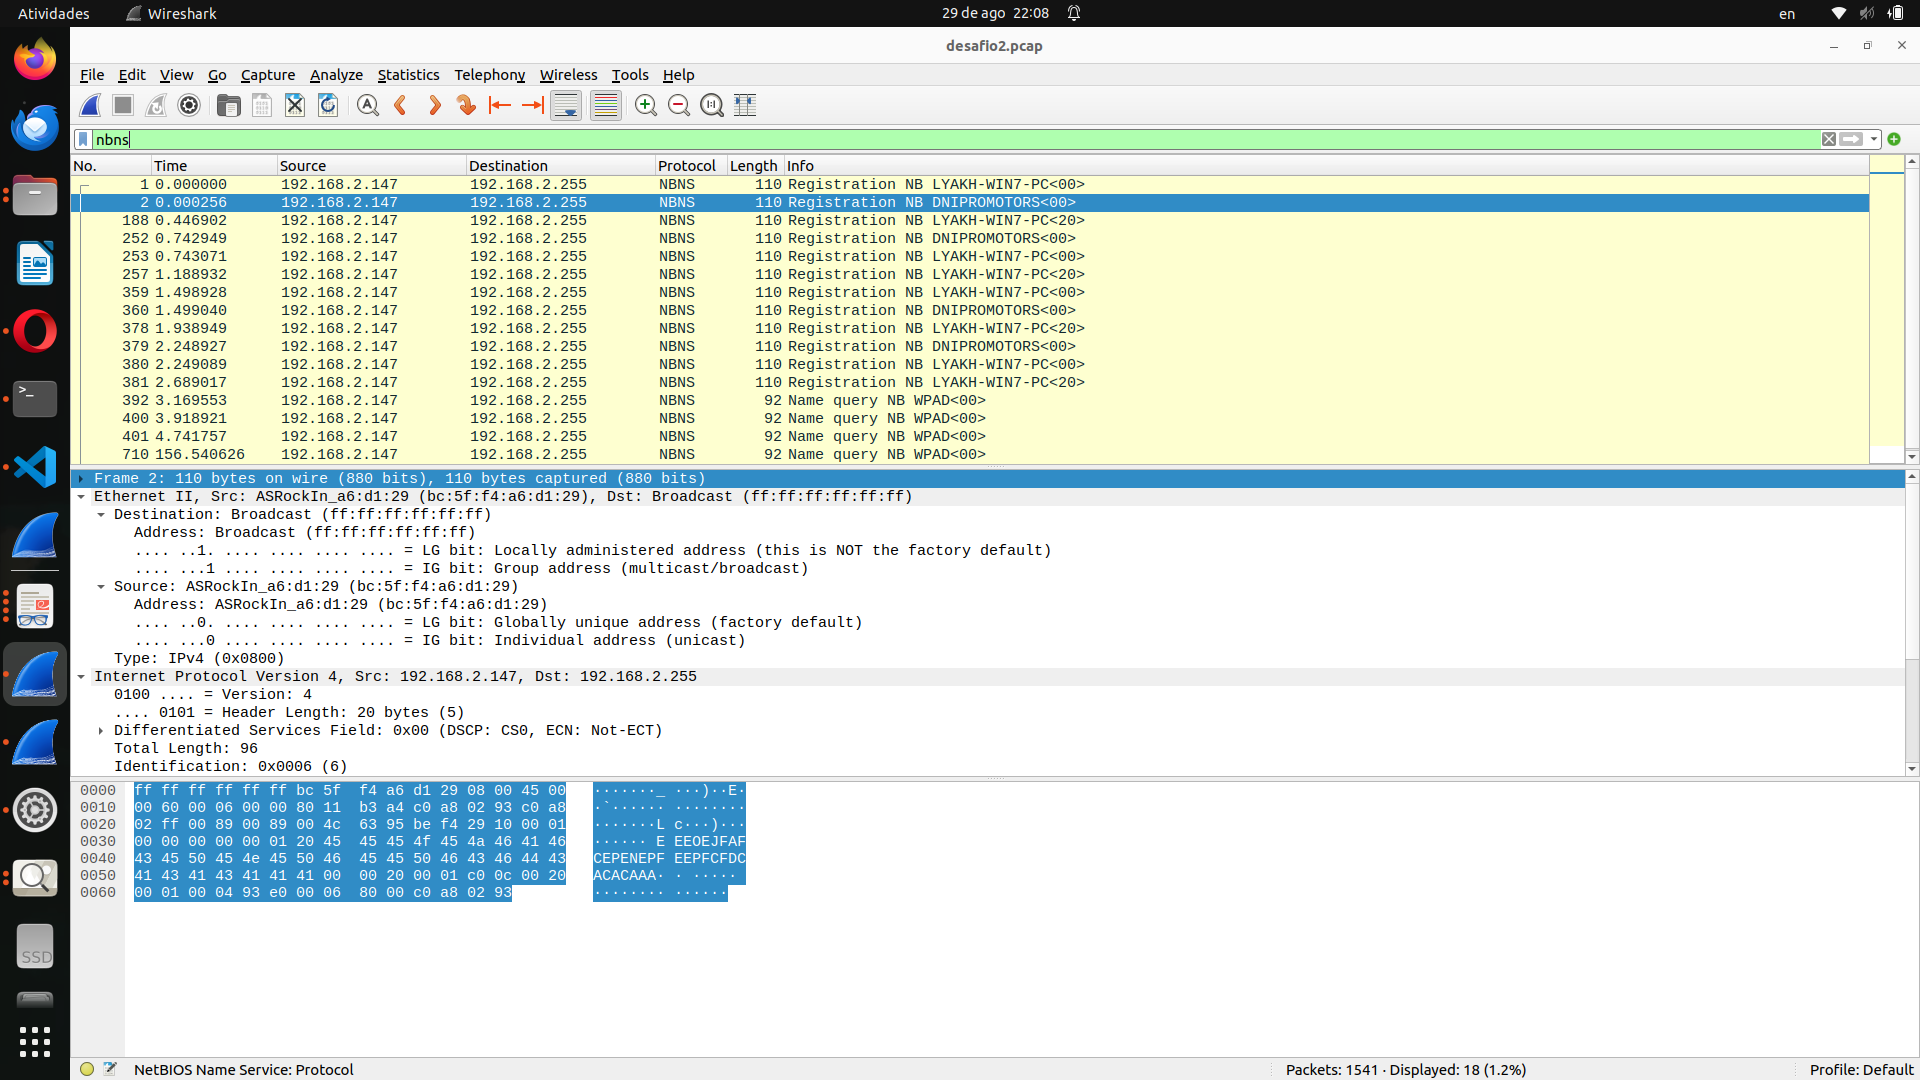 Atividades Wireshark 29 de ago 22:08 en
desafio2.pcap
File Edit View Go Capture Analyze Statistics Telephony Wireless Tools Help
nbns
No. Time Source Destination Protocol Length Info
1 0.000000 192.168.2.147 192.168.2.255 NBNS 110 Registration NB LYAKH-WIN7-PC<00>
2 0.000256 192.168.2.147 192.168.2.255 NBNS 110 Registration NB DNIPROMOTORS<00>
188 0.446902 192.168.2.147 192.168.2.255 NBNS 110 Registration NB LYAKH-WIN7-PC<20>
252 0.742949 192.168.2.147 192.168.2.255 NBNS 110 Registration NB DNIPROMOTORS<00>
253 0.743071 192.168.2.147 192.168.2.255 NBNS 110 Registration NB LYAKH-WIN7-PC<00>
257 1.188932 192.168.2.147 192.168.2.255 NBNS 110 Registration NB LYAKH-WIN7-PC<20>
359 1.498928 192.168.2.147 192.168.2.255 NBNS 110 Registration NB LYAKH-WIN7-PC<00>
360 1.499040 192.168.2.147 192.168.2.255 NBNS 110 Registration NB DNIPROMOTORS<00>
378 1.938949 192.168.2.147 192.168.2.255 NBNS 110 Registration NB LYAKH-WIN7-PC<20>
379 2.248927 192.168.2.147 192.168.2.255 NBNS 110 Registration NB DNIPROMOTORS<00>
380 2.249089 192.168.2.147 192.168.2.255 NBNS 110 Registration NB LYAKH-WIN7-PC<00>
381 2.689017 192.168.2.147 192.168.2.255 NBNS 110 Registration NB LYAKH-WIN7-PC<20>
392 3.169553 192.168.2.147 192.168.2.255 NBNS 92 Name query NB WPAD<00>
400 3.918921 192.168.2.147 192.168.2.255 NBNS 92 Name query NB WPAD<00>
401 4.741757 192.168.2.147 192.168.2.255 NBNS 92 Name query NB WPAD<00>
710 156.540626 192.168.2.147 192.168.2.255 NBNS 92 Name query NB WPAD<00>
Frame 2: 110 bytes on wire (880 bits), 110 bytes captured (880 bits)
Ethernet II, Src: ASRockIn_a6:d1:29 (bc:5f:f4:a6:d1:29), Dst: Broadcast (ff:ff:ff:ff:ff:ff)
Destination: Broadcast (ff:ff:ff:ff:ff:ff)
Address: Broadcast (ff:ff:ff:ff:ff:ff)
.... ..1. .... .... .... .... = LG bit: Locally administered address (this is NOT the factory default)
.... ...1 .... .... .... .... = IG bit: Group address (multicast/broadcast)
Source: ASRockIn_a6:d1:29 (bc:5f:f4:a6:d1:29)
Address: ASRockIn_a6:d1:29 (bc:5f:f4:a6:d1:29)
.... ..0. .... .... .... .... = LG bit: Globally unique address (factory default)
.... ...0 .... .... .... .... = IG bit: Individual address (unicast)
Type: IPv4 (0x0800)
Internet Protocol Version 4, Src: 192.168.2.147, Dst: 192.168.2.255
0100 .... = Version: 4
.... 0101 = Header Length: 20 bytes (5)
Differentiated Services Field: 0x00 (DSCP: CS0, ECN: Not-ECT)
Total Length: 96
Identification: 0x0006 (6)
0000 ff ff ff ff ff ff bc 5f f4 a6 d1 29 08 00 45 00 ·······_ ···)··E·
0010 00 60 00 06 00 00 80 11 b3 a4 c0 a8 02 93 c0 a8 ·`······ ········
0020 02 ff 00 89 00 89 00 4c 63 95 be f4 29 10 00 01 ·······L c···)···
0030 00 00 00 00 00 01 20 45 45 45 4f 45 4a 46 41 46 ······ E EEOEJFAF
0040 43 45 50 45 4e 45 50 46 45 45 50 46 43 46 44 43 CEPENEPF EEPFCFDC
0050 41 43 41 43 41 41 41 00 00 20 00 01 c0 0c 00 20 ACACAAA· · ·····
0060 00 01 00 04 93 e0 00 06 80 00 c0 a8 02 93 ········ ······
SSD
NetBIOS Name Service: Protocol Packets: 1541 · Displayed: 18 (1.2%) Profile: Default